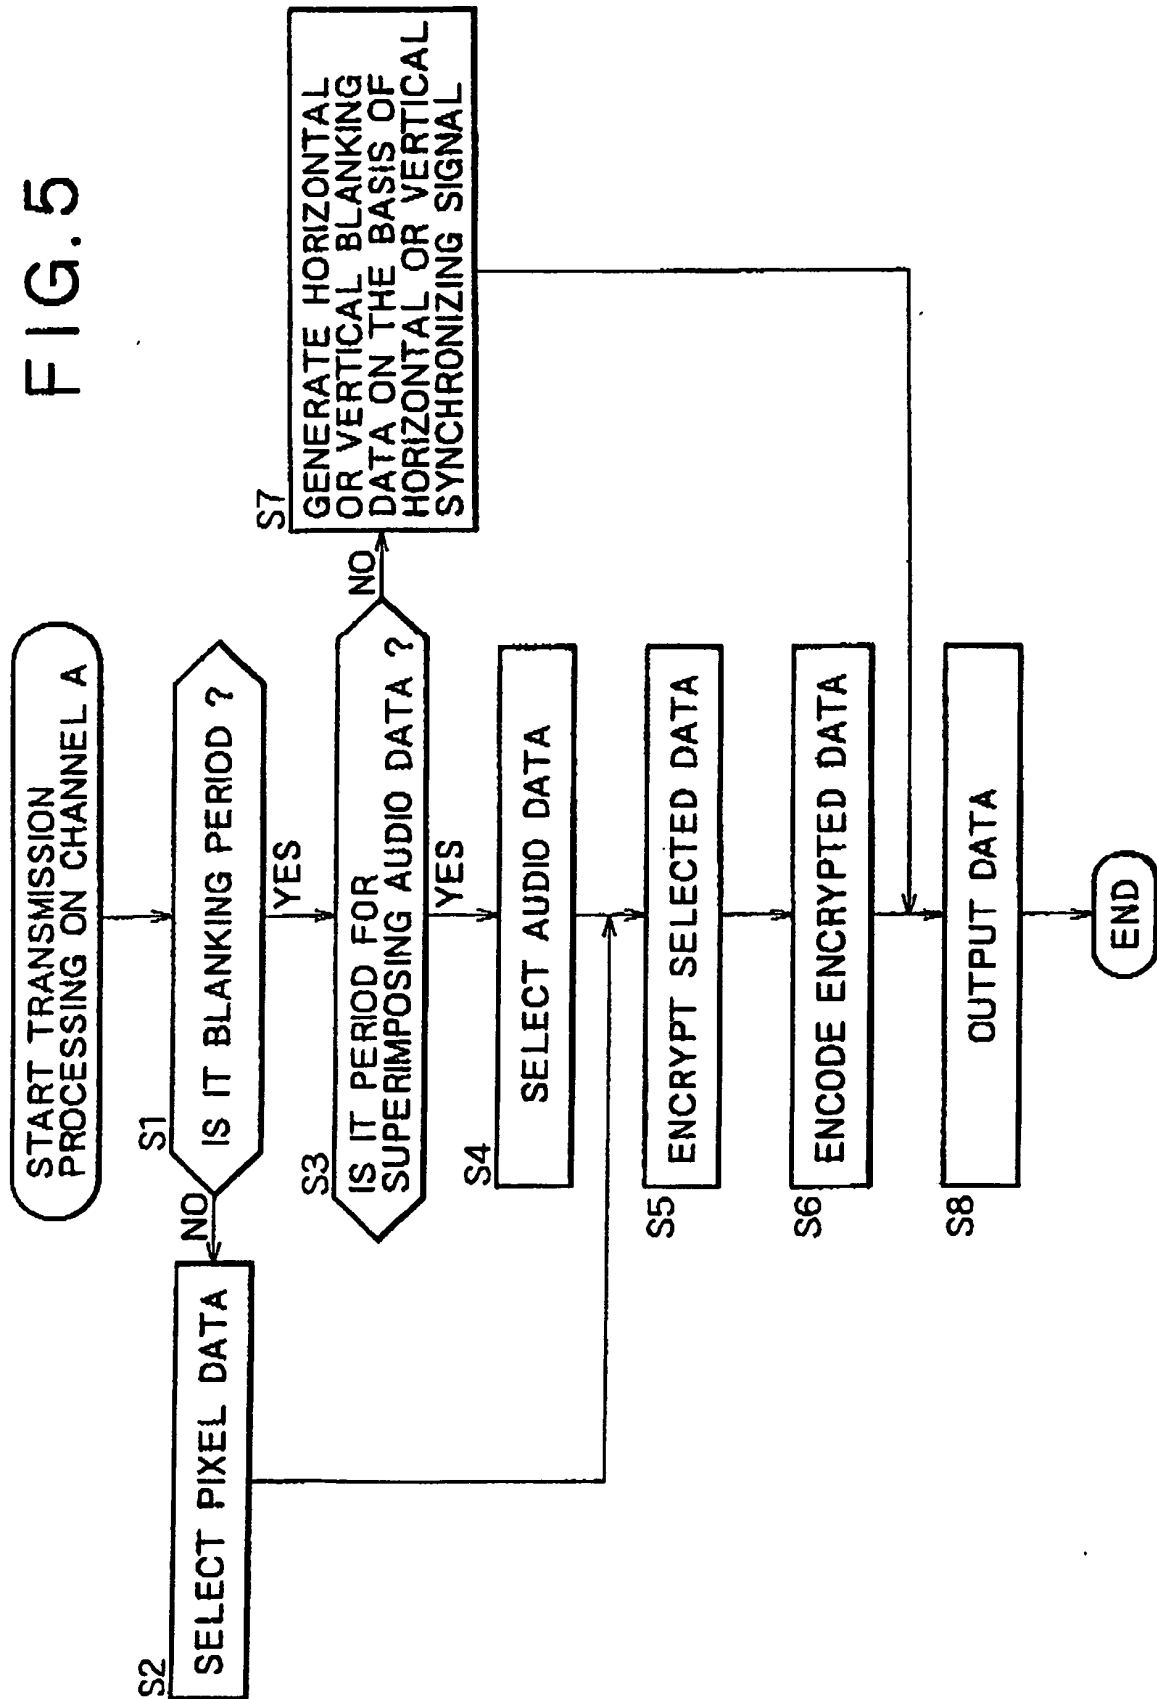 FIG. 5
START TRANSMISSION
PROCESSING ON CHANNEL A
S1
IS IT BLANKING PERIOD ?
NO
YES
S2
SELECT PIXEL DATA
S3
IS IT PERIOD FOR
SUPERIMPOSING AUDIO DATA ?
NO
YES
S7
GENERATE HORIZONTAL
OR VERTICAL BLANKING
DATA ON THE BASIS OF
HORIZONTAL OR VERTICAL
SYNCHRONIZING SIGNAL
S4
SELECT AUDIO DATA
S5
ENCRYPT SELECTED DATA
S6
ENCODE ENCRYPTED DATA
S8
OUTPUT DATA
END